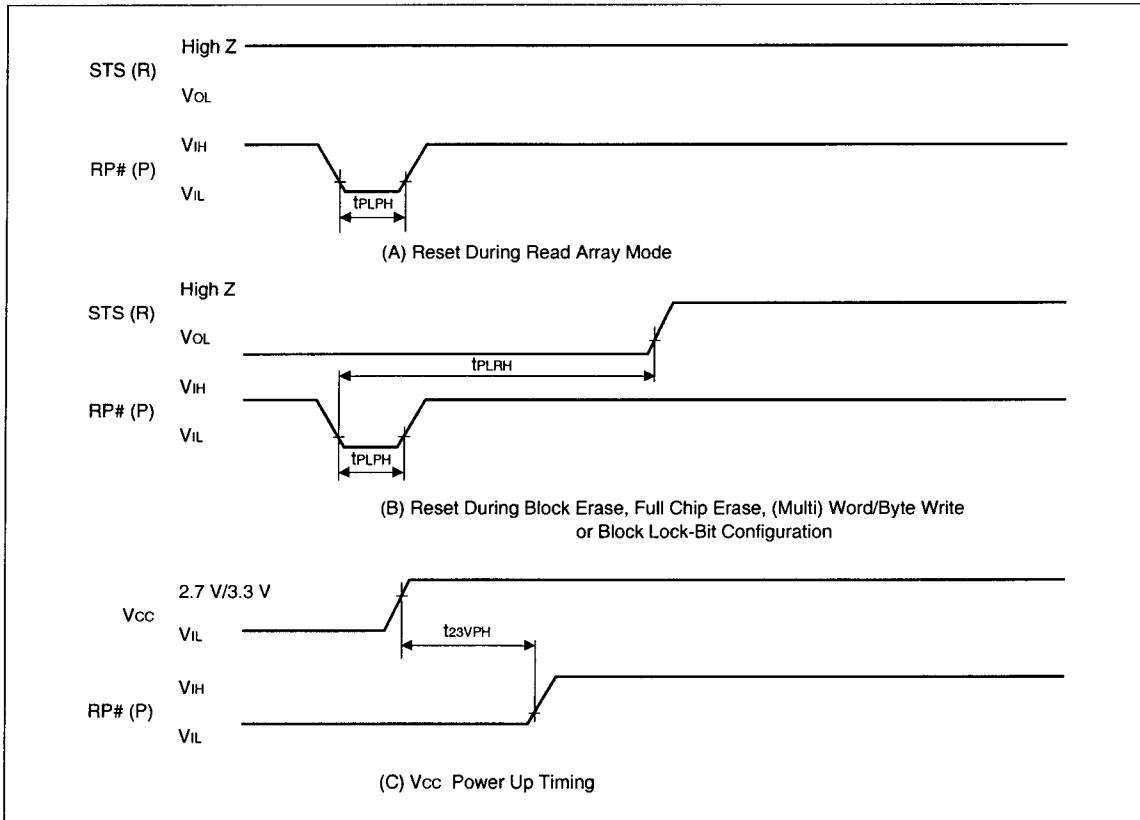 High Z
STS (R)
VOL
VIH
RP# (P)
VIL
tPLPH
(A) Reset During Read Array Mode
High Z
STS (R)
VOL
tPLRH
VIH
RP# (P)
VIL
tPLPH
(B) Reset During Block Erase, Full Chip Erase, (Multi) Word/Byte Write
or Block Lock-Bit Configuration
2.7 V/3.3 V
VCC
VIL
t23VPH
VIH
RP# (P)
VIL
(C) VCC Power Up Timing